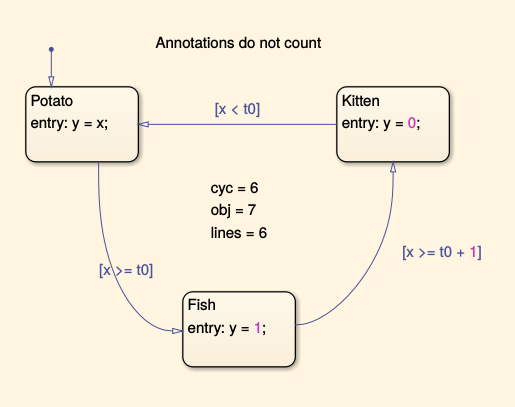 Annotations do not count
Potato
entry: y = x;
Kitten
entry: y = 0;
[x < t0]
cyc = 6
obj = 7
lines = 6
[x >= t0]
[x >= t0 + 1]
Fish
entry: y = 1;